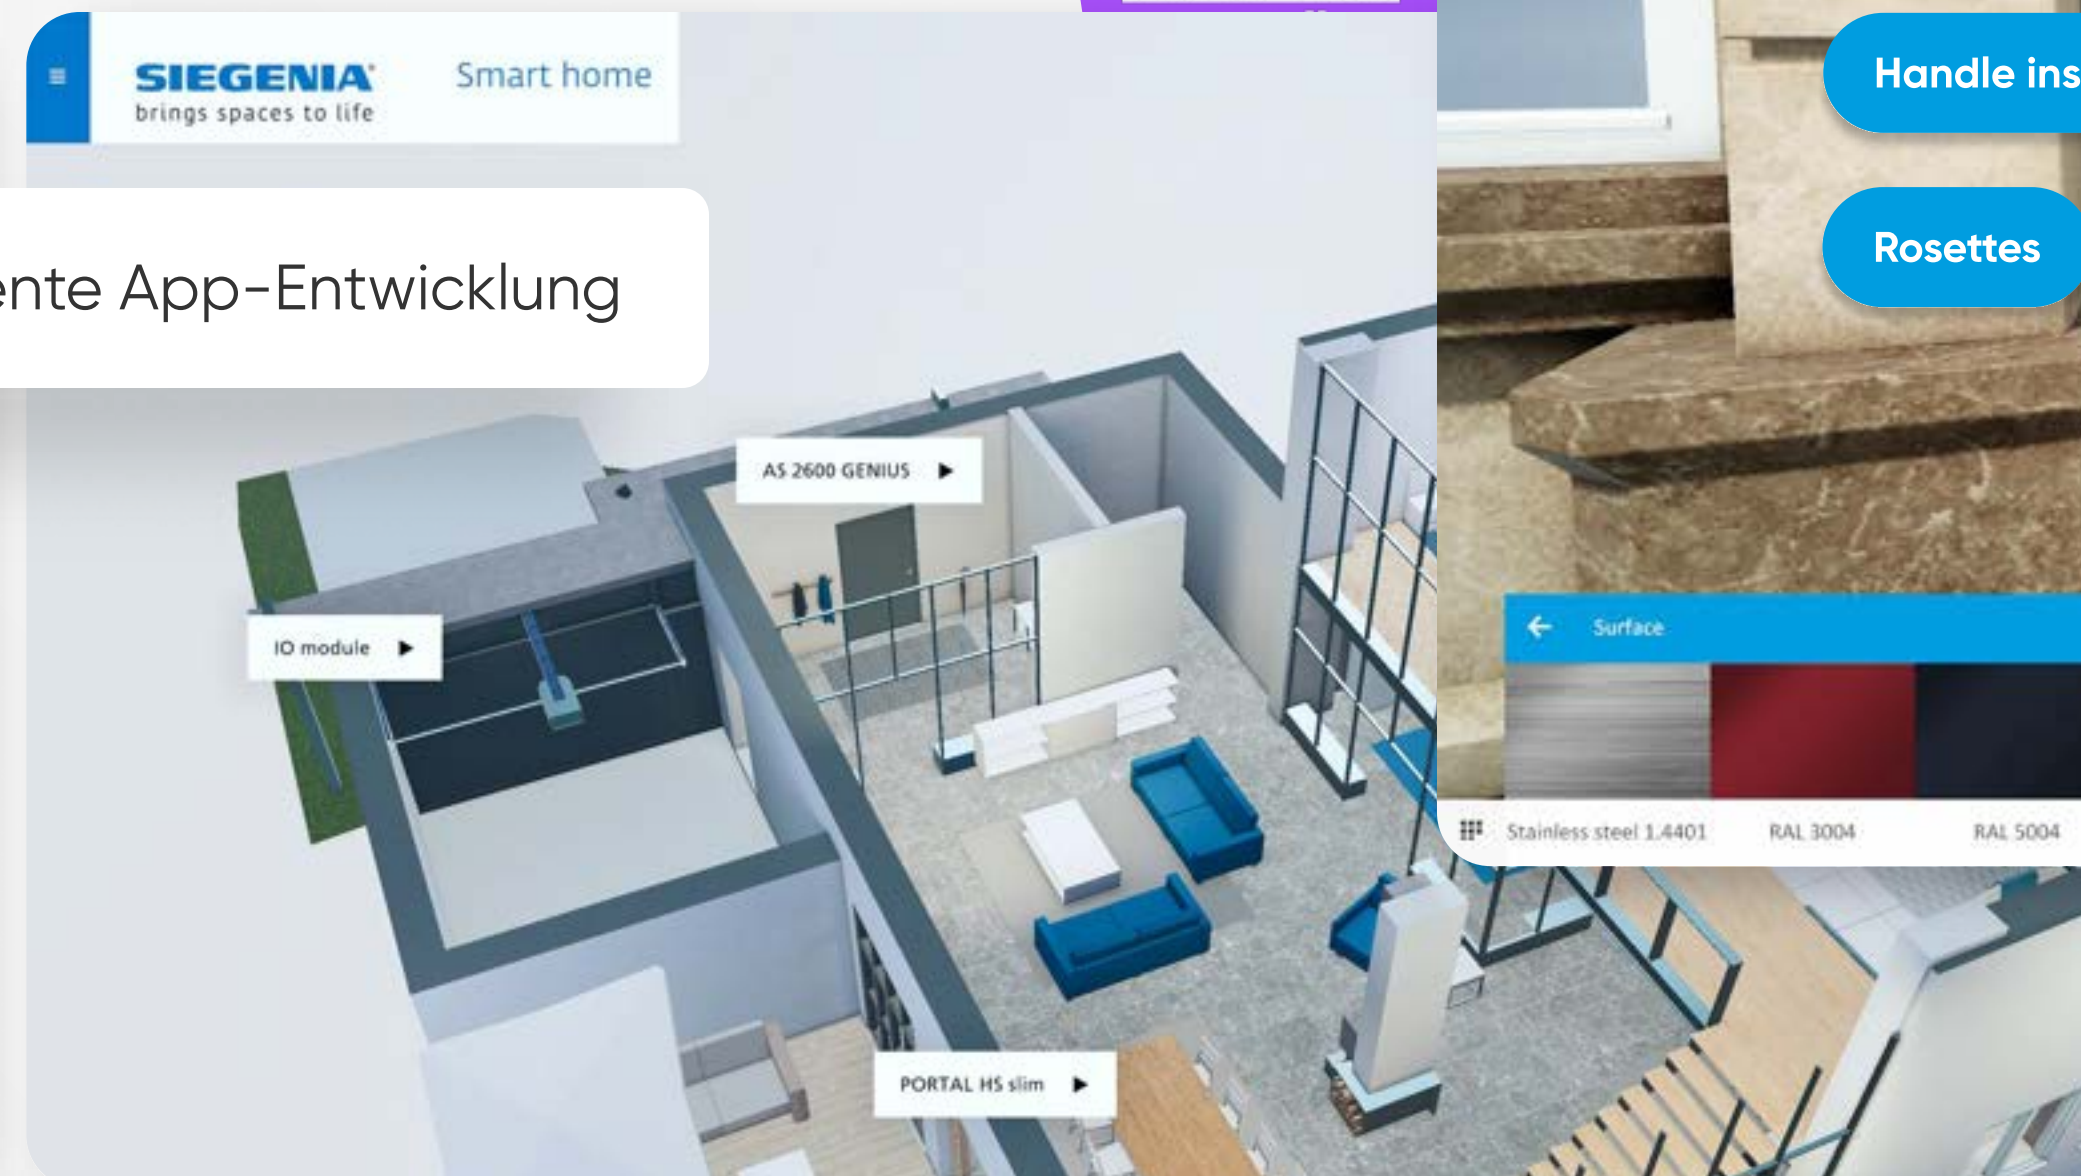 SIEGENIA®
brings spaces to life
Smart home
nte App-Entwicklung
AS 2600 GENIUS
IO module
PORTAL HS slim
Handle ins
Rosettes
Surface
Stainless steel 1.4401
RAL 3004
RAL 5004